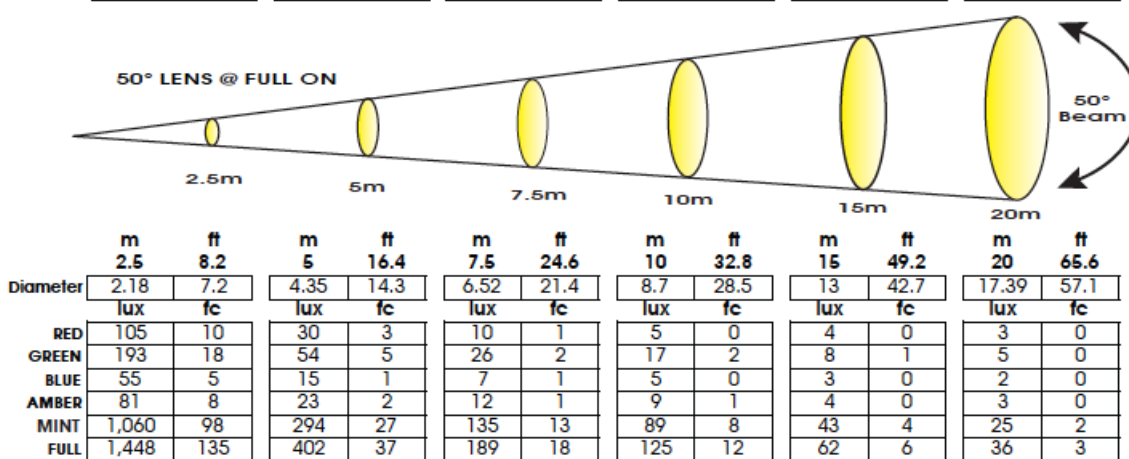 50° LENS @ FULL ON
50°
Beam
2.5m
5m
7.5m
10m
15m
20m
m ft m ft m ft m ft m ft m ft
2.5 8.2 5 16.4 7.5 24.6 10 32.8 15 49.2 20 65.6
Diameter 2.18 7.2 4.35 14.3 6.52 21.4 8.7 28.5 13 42.7 17.39 57.1
lux fc lux fc lux fc lux fc lux fc lux fc
RED 105 10 30 3 10 1 5 0 4 0 3 0
GREEN 193 18 54 5 26 2 17 2 8 1 5 0
BLUE 55 5 15 1 7 1 5 0 3 0 2 0
AMBER 81 8 23 2 12 1 9 1 4 0 3 0
MINT 1,060 98 294 27 135 13 89 8 43 4 25 2
FULL 1,448 135 402 37 189 18 125 12 62 6 36 3